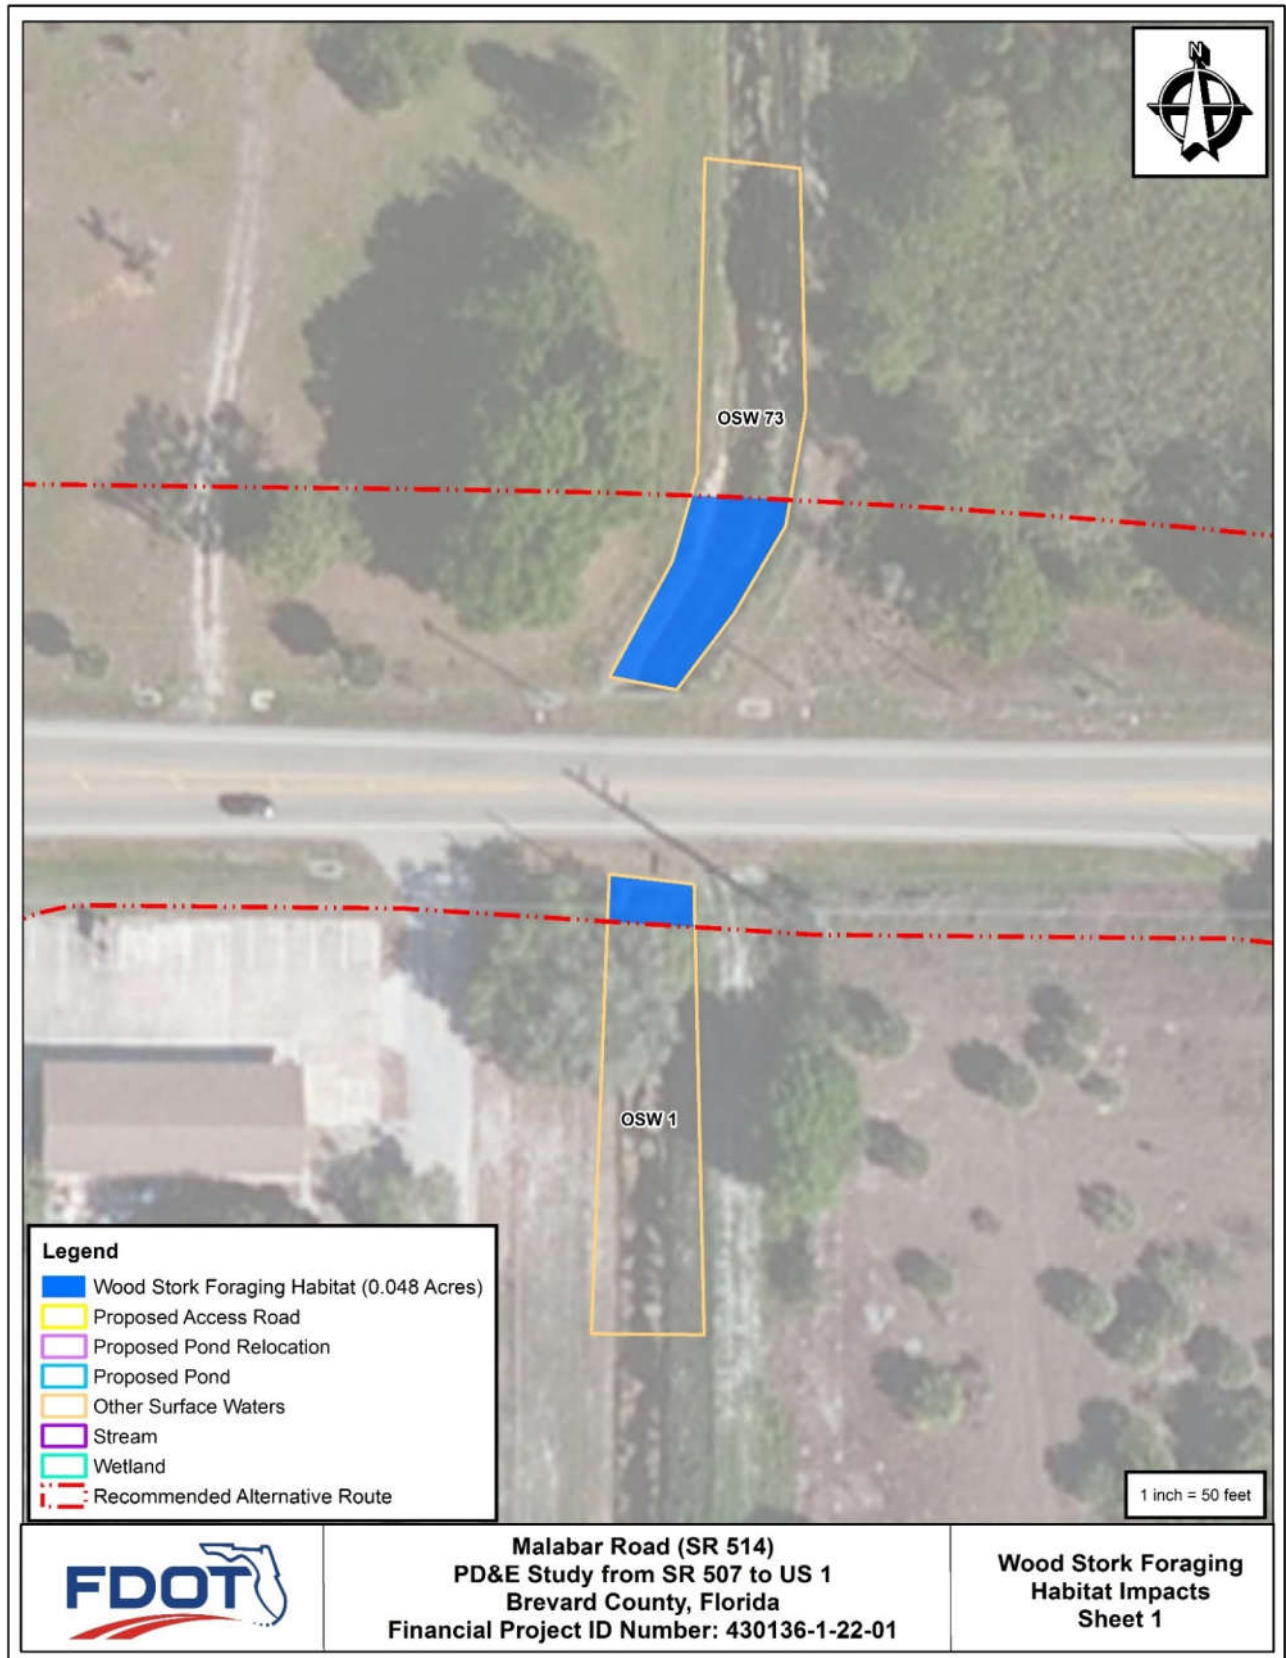 N
OSW 73
OSW 1
Legend
Wood Stork Foraging Habitat (0.048 Acres)
Proposed Access Road
Proposed Pond Relocation
Proposed Pond
Other Surface Waters
Stream
Wetland
Recommended Alternative Route
1 inch = 50 feet
FDOT
Malabar Road (SR 514)
PD&E Study from SR 507 to US 1
Brevard County, Florida
Financial Project ID Number: 430136-1-22-01
Wood Stork Foraging
Habitat Impacts
Sheet 1